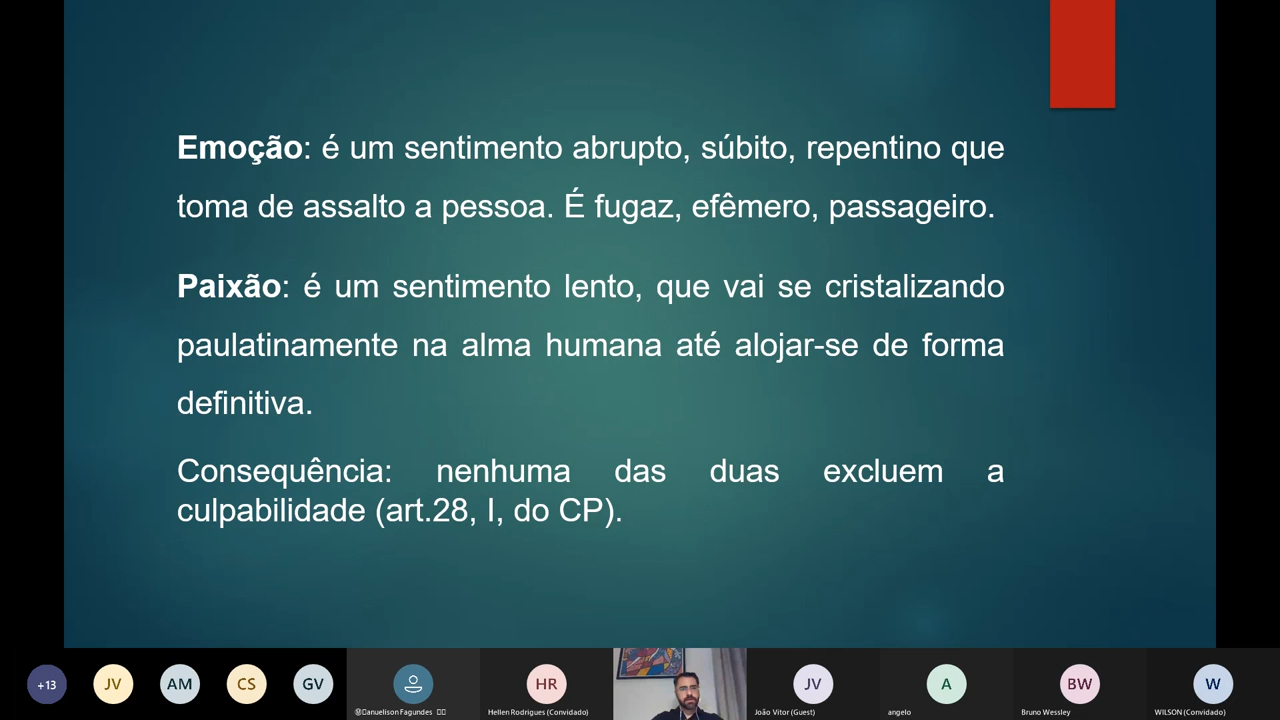 Emoção: é um sentimento abrupto, súbito, repentino que
toma de assalto a pessoa. É fugaz, efêmero, passageiro.
Paixão: é um sentimento lento, que vai se cristalizando
paulatinamente na alma humana até alojar-se de forma
definitiva.
Consequência: nenhuma das duas excluem a
culpabilidade (art.28, I, do CP).
+13
JV
AM
CS
GV
HR
JV
A
BW
W
Fagundes
Hellen Rodrigues (Convidado)
João Vitor (Guest)
angelo
Bruno Wessley
WILSON (Convidado)